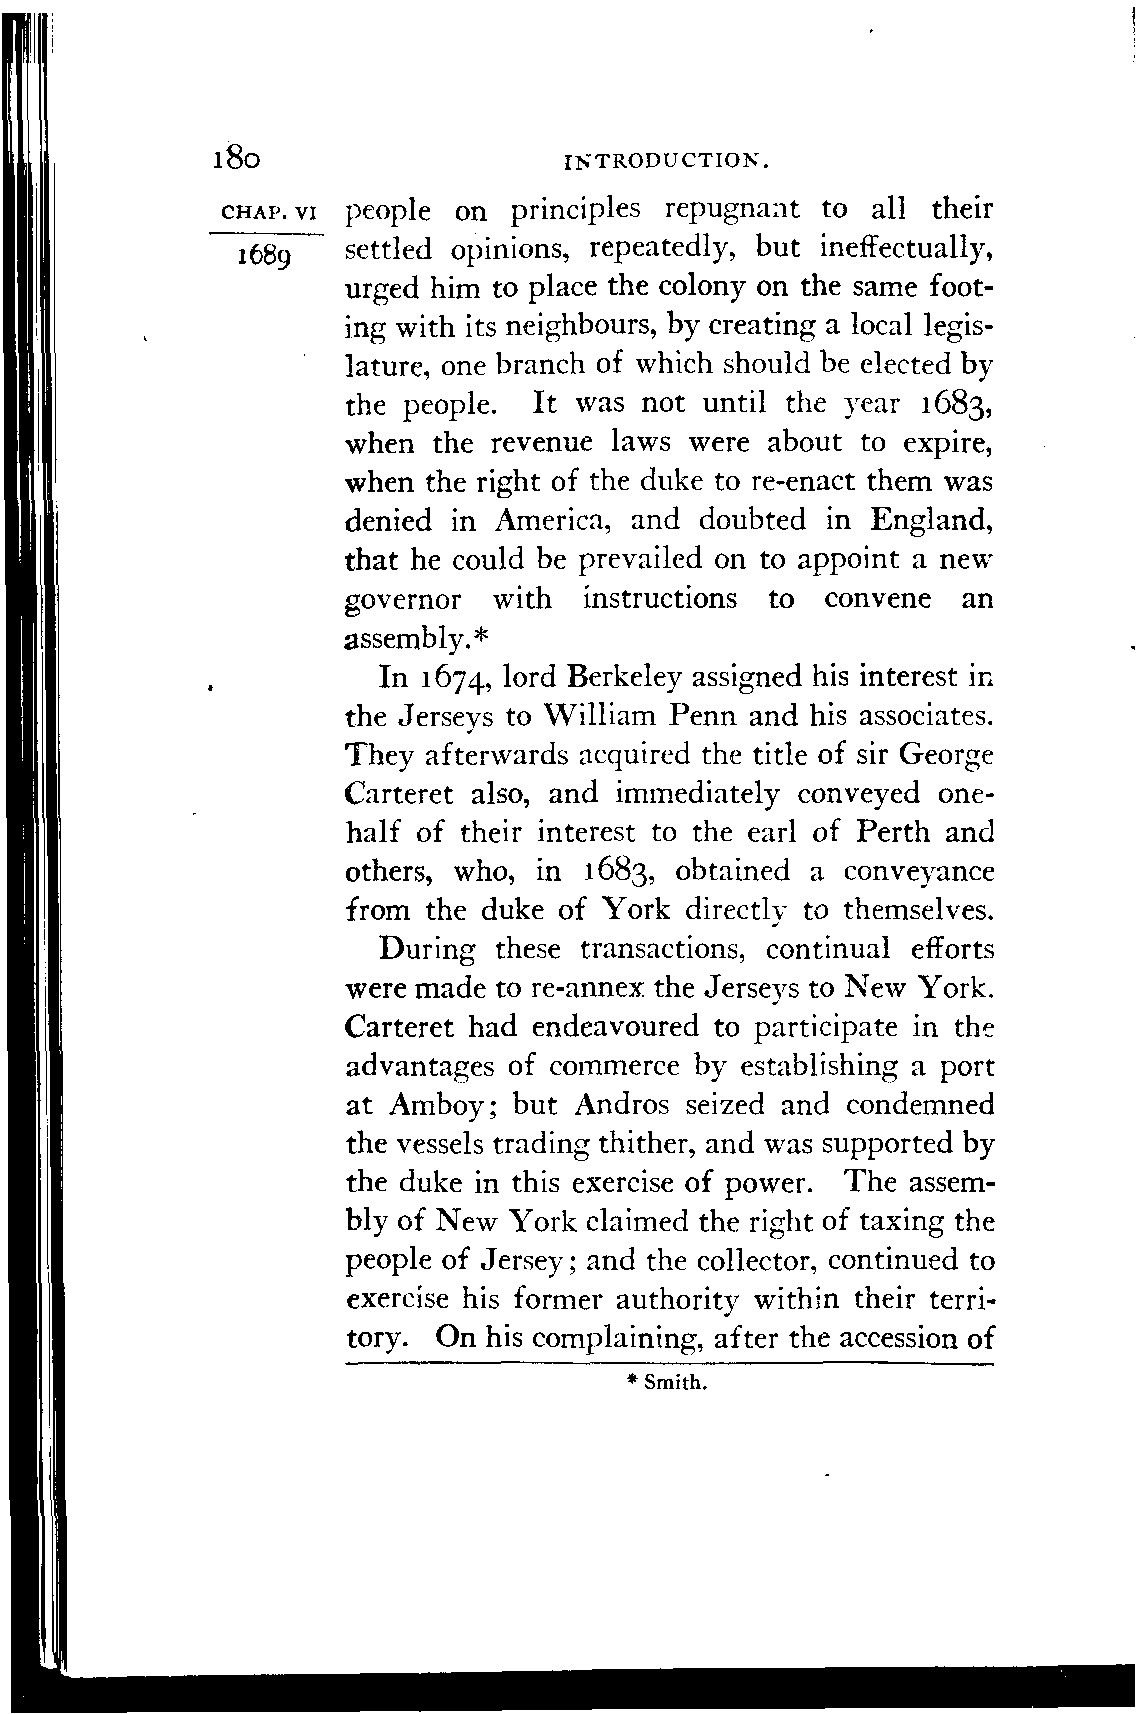 180 INTRODUCTION.
CHAP. VI people on principles repugnant to all their
1689 settled opinions, repeatedly, but ineffectually,
urged him to place the colony on the same foot-
ing with its neighbours, by creating a local legis-
lature, one branch of which should be elected by
the people. It was not until the year 1683,
when the revenue laws were about to expire,
when the right of the duke to re-enact them was
denied in America, and doubted in England,
that he could be prevailed on to appoint a new
governor with instructions to convene an
assembly.*
In 1674, lord Berkeley assigned his interest in
the Jerseys to William Penn and his associates.
They afterwards acquired the title of sir George
Carteret also, and immediately conveyed one-
half of their interest to the earl of Perth and
others, who, in 1683, obtained a conveyance
from the duke of York directly to themselves.
During these transactions, continual efforts
were made to re-annex the Jerseys to New York.
Carteret had endeavoured to participate in the
advantages of commerce by establishing a port
at Amboy; but Andros seized and condemned
the vessels trading thither, and was supported by
the duke in this exercise of power. The assem-
bly of New York claimed the right of taxing the
people of Jersey; and the collector, continued to
exercise his former authority within their terri-
tory. On his complaining, after the accession of
* Smith.